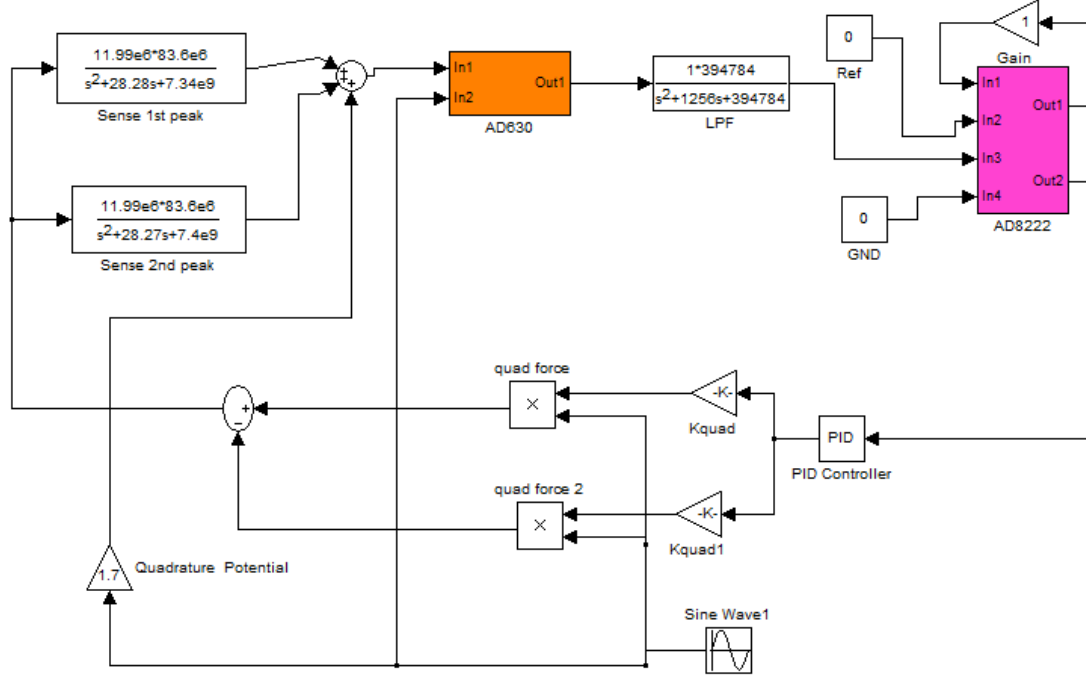 11.99e6*83.6e6
s2+28.28s+7.34e9
Sense 1st peak
11.99e6*83.6e6
s2+28.27s+7.4e9
Sense 2nd peak
In1
In2
Out1
AD630
1*394784
s2+1256s+394784
LPF
0
Ref
1
Gain
In1
In2
In3
In4
Out1
Out2
AD8222
0
GND
quad force
×
-K-
Kquad
PID
PID Controller
quad force 2
×
-K-
Kquad1
+
−
1.7
Quadrature Potential
Sine Wave1